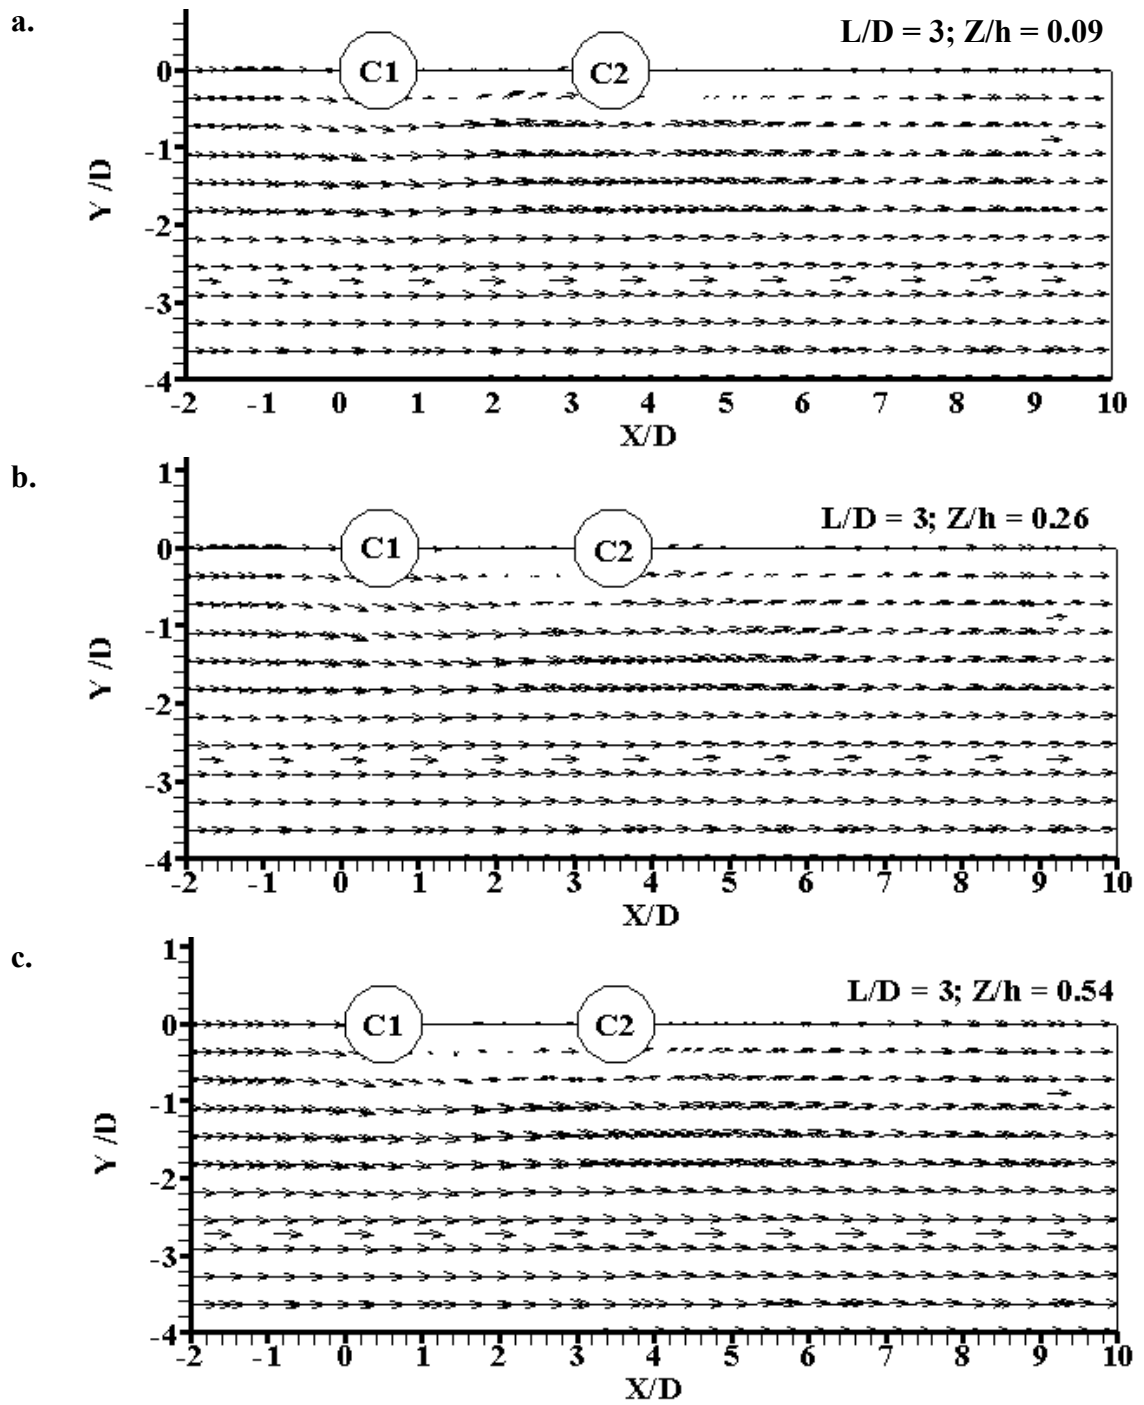 a.
L/D = 3; Z/h = 0.09
C1 C2
0
-1
-2
-3
-4
Y/D
-2 -1 0 1 2 3 4 5 6 7 8 9 10
X/D
b.
L/D = 3; Z/h = 0.26
C1 C2
1
0
-1
-2
-3
-4
Y/D
-2 -1 0 1 2 3 4 5 6 7 8 9 10
X/D
c.
L/D = 3; Z/h = 0.54
C1 C2
1
0
-1
-2
-3
-4
Y/D
-2 -1 0 1 2 3 4 5 6 7 8 9 10
X/D